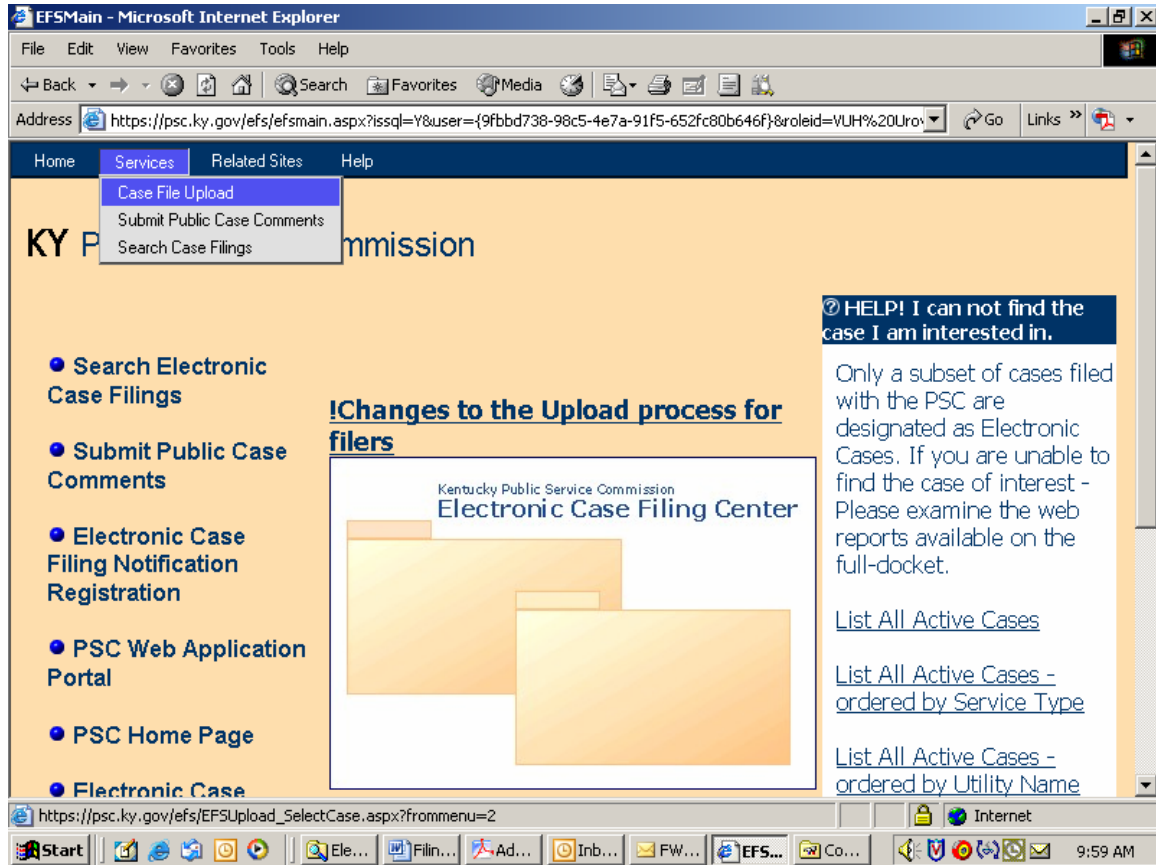 EFSMain - Microsoft Internet Explorer
File Edit View Favorites Tools Help
Back Search Favorites Media
Address https://psc.ky.gov/efs/efsmain.aspx?issql=Y&user={9fbbd738-98c5-4e7a-91f5-652fc80b646f}&roleid=VUH%20Urov Go Links »
Home Services Related Sites Help
Case File Upload
Submit Public Case Comments
Search Case Filings
KY P mmission
Search Electronic
Case Filings
Submit Public Case
Comments
Electronic Case
Filing Notification
Registration
PSC Web Application
Portal
PSC Home Page
Electronic Case
!Changes to the Upload process for
filers
Kentucky Public Service Commission
Electronic Case Filing Center
HELP! I can not find the
case I am interested in.
Only a subset of cases filed
with the PSC are
designated as Electronic
Cases. If you are unable to
find the case of interest -
Please examine the web
reports available on the
full-docket.
List All Active Cases
List All Active Cases -
ordered by Service Type
List All Active Cases -
ordered by Utility Name
https://psc.ky.gov/efs/EFSUpload_SelectCase.aspx?frommenu=2 Internet
Start Ele... Filin... Ad... Inb... FW... EFS... Co... 9:59 AM